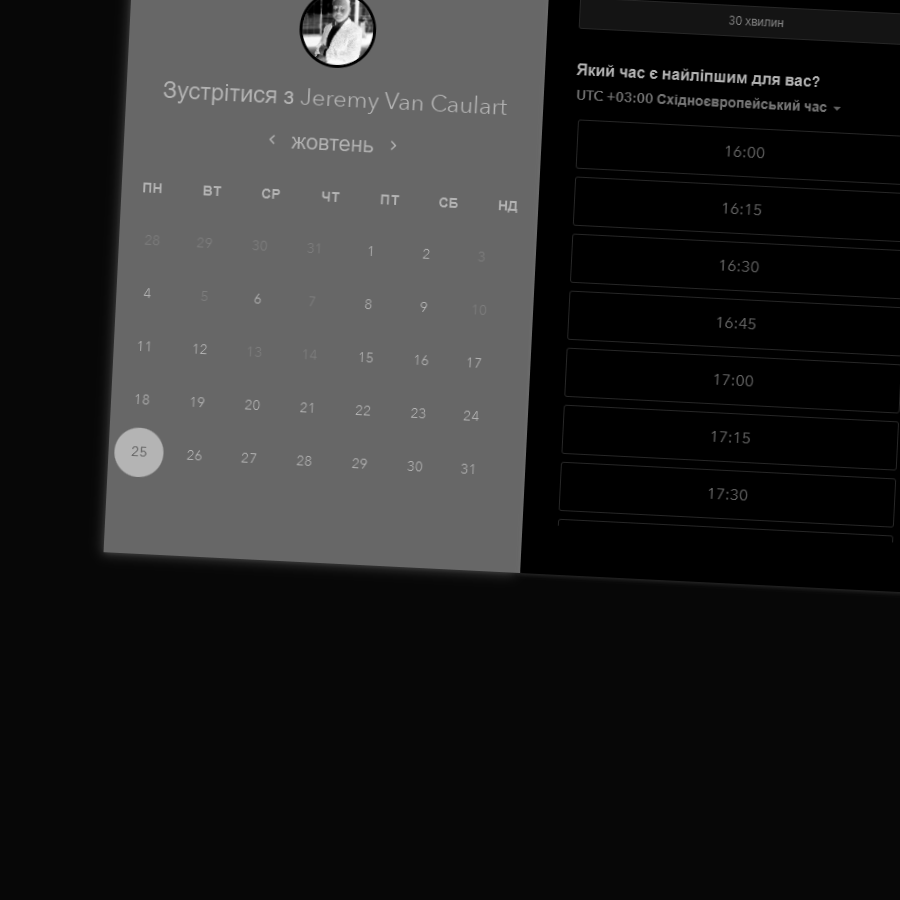 Зустрітися з Jeremy Van Caulart
жовтень
ПН ВТ СР ЧТ ПТ СБ НД
28 29 30 31 1 2 3
4 5 6 7 8 9 10
11 12 13 14 15 16 17
18 19 20 21 22 23 24
25 26 27 28 29 30 31
30 хвилин
Який час є найліпшим для вас?
UTC +03:00 Східноєвропейський час
16:00
16:15
16:30
16:45
17:00
17:15
17:30